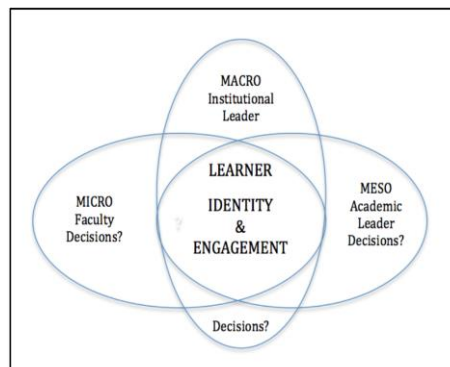 MACRO
Institutional
Leader
LEARNER
IDENTITY
&
ENGAGEMENT
MICRO
Faculty
Decisions?
?
MESO
Academic
Leader
Decisions?
Decisions?